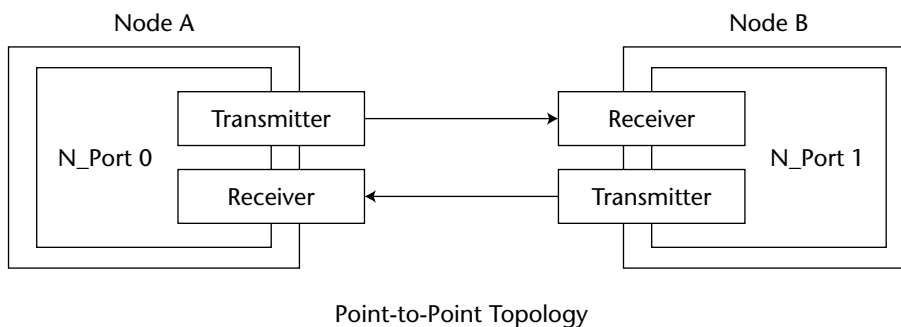 Node A
Node B
Transmitter
Receiver
N_Port 0
N_Port 1
Receiver
Transmitter
Point-to-Point Topology